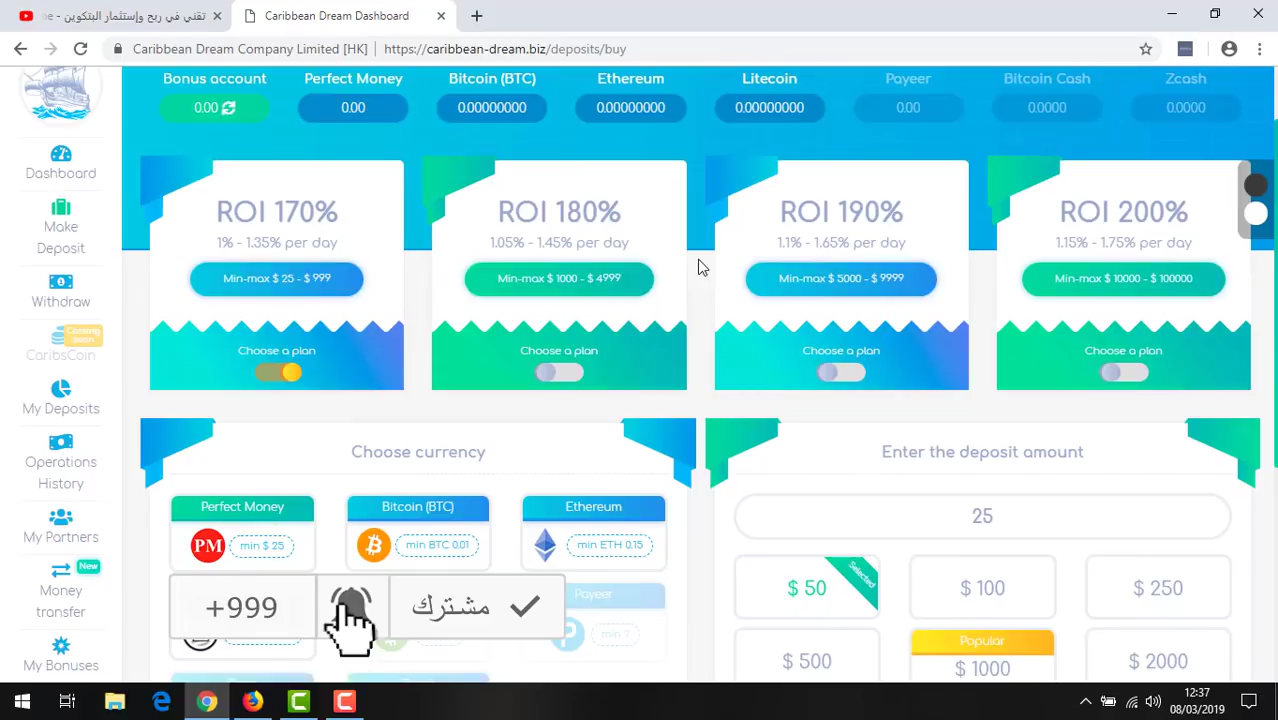 تقني في ربح وإستثمار البتكوين - be
Caribbean Dream Dashboard
Caribbean Dream Company Limited [HK]
https://caribbean-dream.biz/deposits/buy
Bonus account
Perfect Money
Bitcoin (BTC)
Ethereum
Litecoin
Payeer
Bitcoin Cash
Zcash
0.00
0.00
0.00000000
0.00000000
0.00000000
0.00
0.0000
0.0000
Dashboard
Make
Deposit
Withdraw
Coming
soon
CaribsCoin
My Deposits
Operations
History
My Partners
New
Money
transfer
My Bonuses
ROI 170%
1% - 1.35% per day
Min-max $ 25 - $ 999
Choose a plan
ROI 180%
1.05% - 1.45% per day
Min-max $ 1000 - $ 4999
Choose a plan
ROI 190%
1.1% - 1.65% per day
Min-max $ 5000 - $ 9999
Choose a plan
ROI 200%
1.15% - 1.75% per day
Min-max $ 10000 - $ 100000
Choose a plan
Choose currency
Perfect Money
PM
min $ 25
Bitcoin (BTC)
min BTC 0.01
Ethereum
min ETH 0.15
Payeer
min ?
+999
مشترك
Enter the deposit amount
25
$ 50
Selected
$ 100
$ 250
$ 500
Popular
$ 1000
$ 2000
12:37
08/03/2019